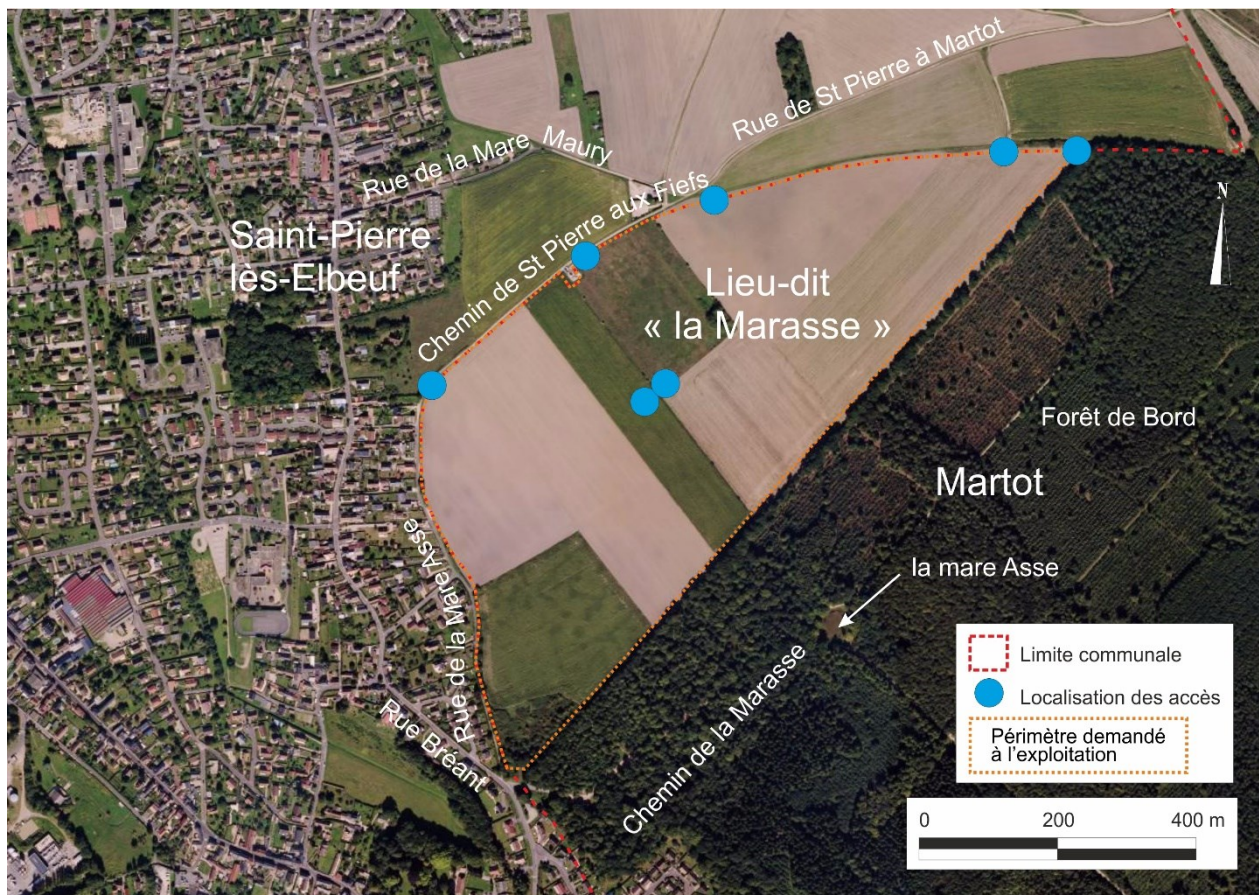 Rue de St Pierre à Martot
Rue de la Mare Maury
Chemin de St Pierre aux Fiefs
Saint-Pierre
lès-Elbeuf
Lieu-dit
« la Marasse »
N
Forêt de Bord
Martot
la mare Asse
Rue de la Mare Asse
Rue Bréant
Chemin de la Marasse
Limite communale
Localisation des accès
Périmètre demandé
à l'exploitation
0 200 400 m